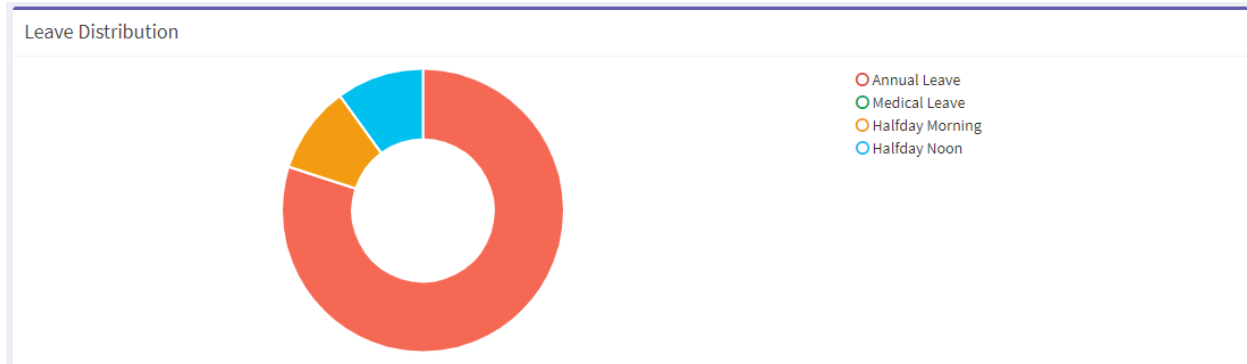 Leave Distribution
Annual Leave
Medical Leave
Halfday Morning
Halfday Noon